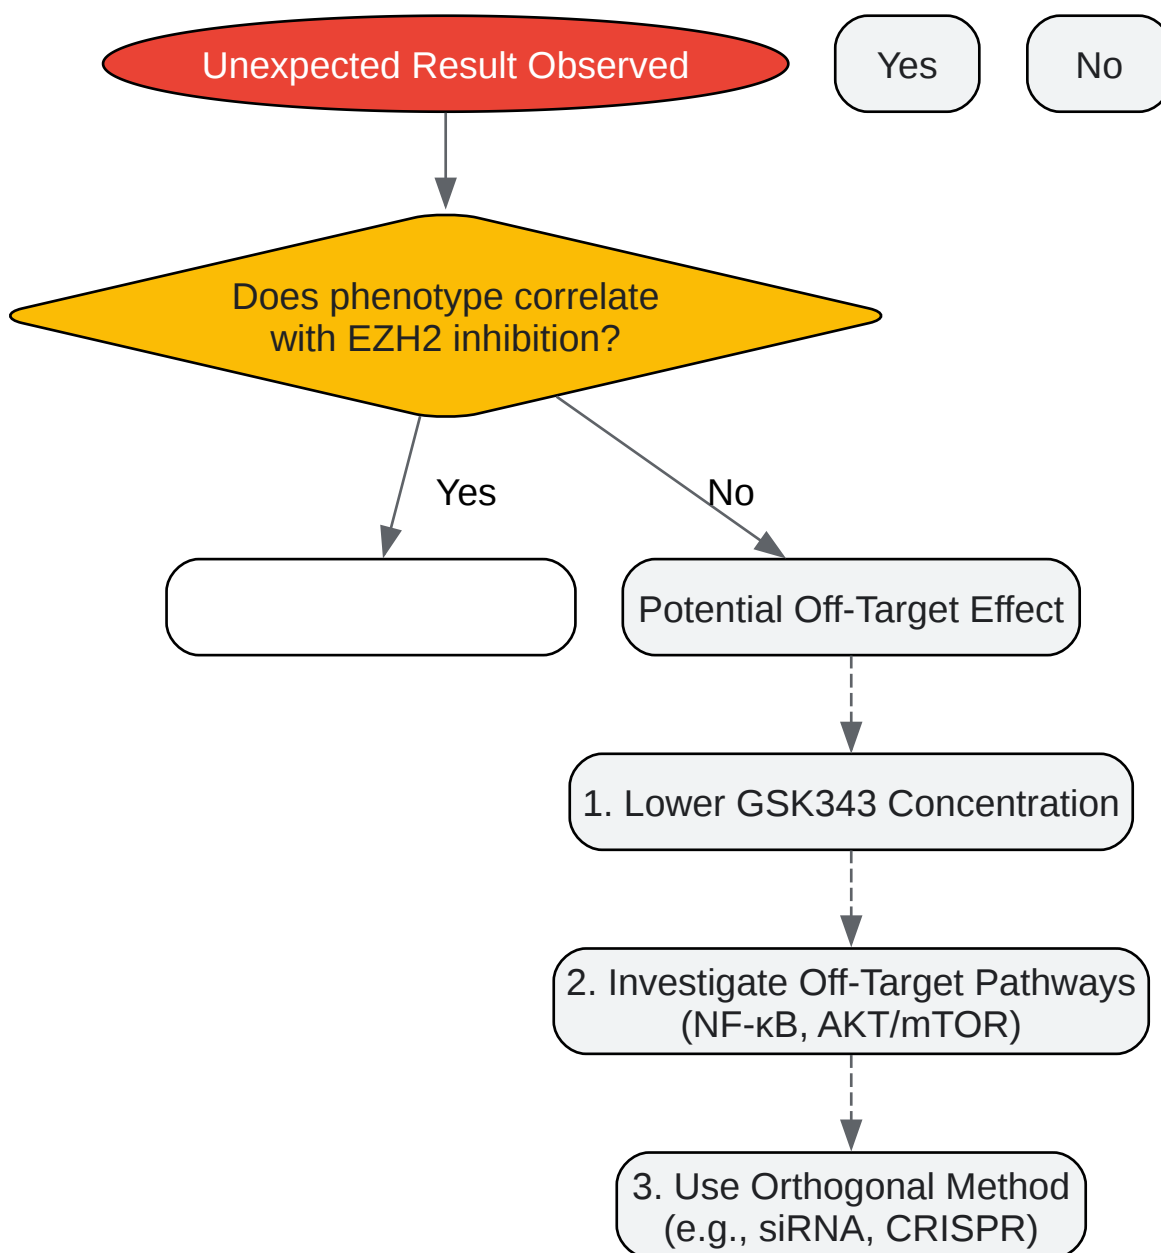 Unexpected Result Observed
Yes
No
Does phenotype correlate
with EZH2 inhibition?
Yes
No
Potential Off-Target Effect
1. Lower GSK343 Concentration
2. Investigate Off-Target Pathways
(NF-κB, AKT/mTOR)
3. Use Orthogonal Method
(e.g., siRNA, CRISPR)